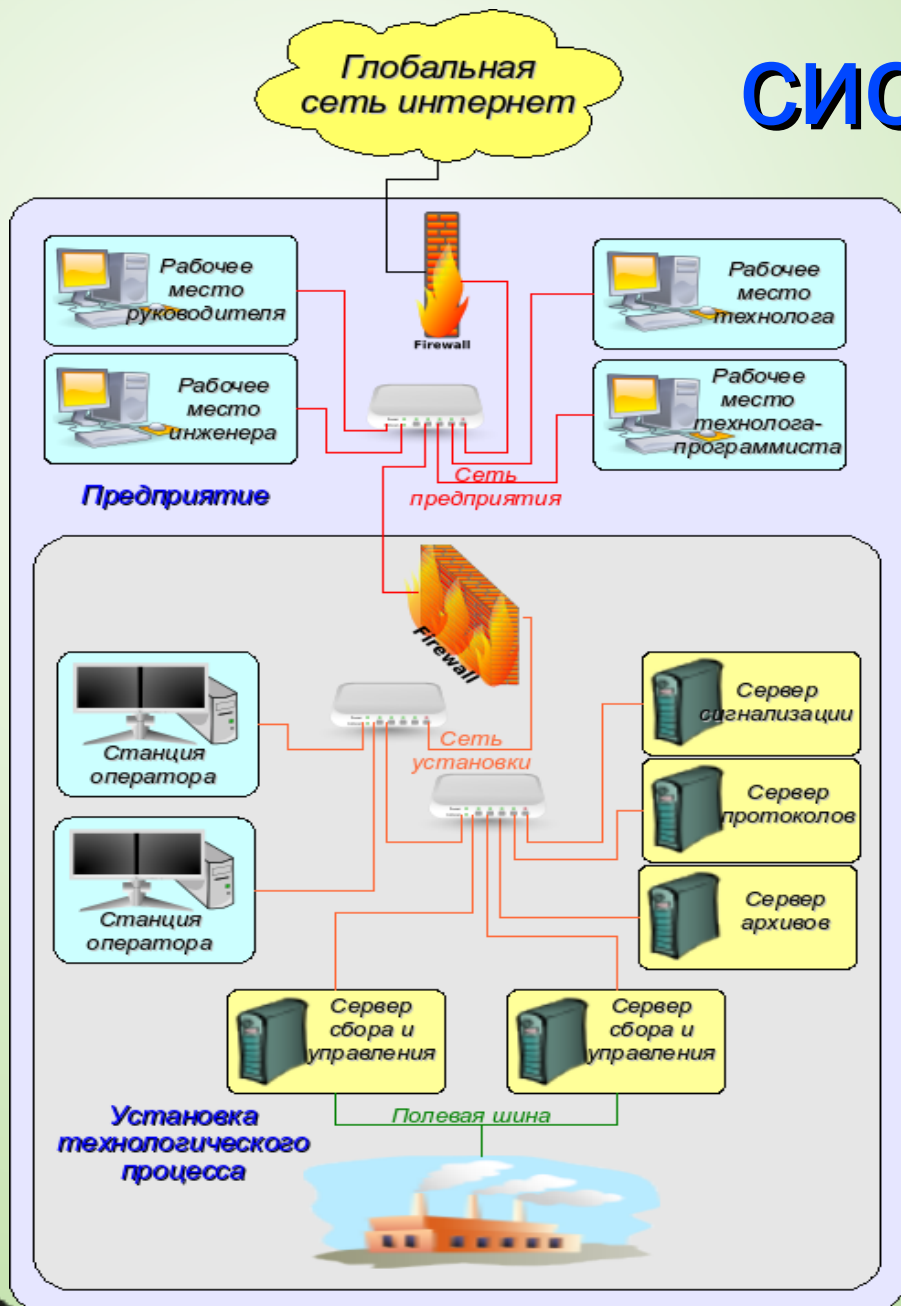 Глобальная
сеть интернет
СИС
Рабочее
место
руководителя
Firewall
Рабочее
место
технолога
Рабочее
место
инженера
Рабочее
место
технолога-
программиста
Предприятие
Сеть
предприятия
Firewall
Станция
оператора
Сеть
установки
Сервер
сигнализации
Сервер
протоколов
Станция
оператора
Сервер
архивов
Сервер
сбора и
управления
Сервер
сбора и
управления
Установка
технологического
процесса
Полевая шина